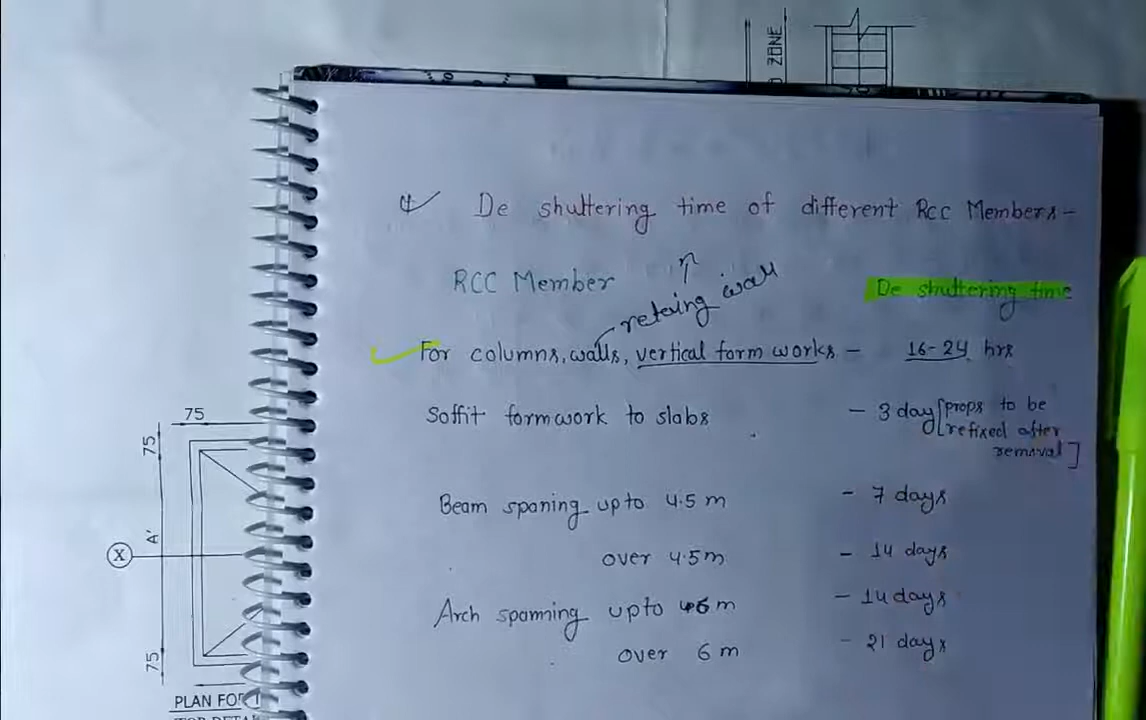 D ZONE
4 De shuttering time of different RCC Members -
RCC Member
De shuttering time
retaing wall
For columns, walls, vertical form works - 16-24 hrs
Soffit formwork to slabs - 3 day [props to be
refixed after
removal]
Beam spaning upto 4.5 m - 7 days
over 4.5m - 14 days
Arch spanning upto 6 m - 14 days
over 6 m - 21 days
75
75
A'
X
75
PLAN FO